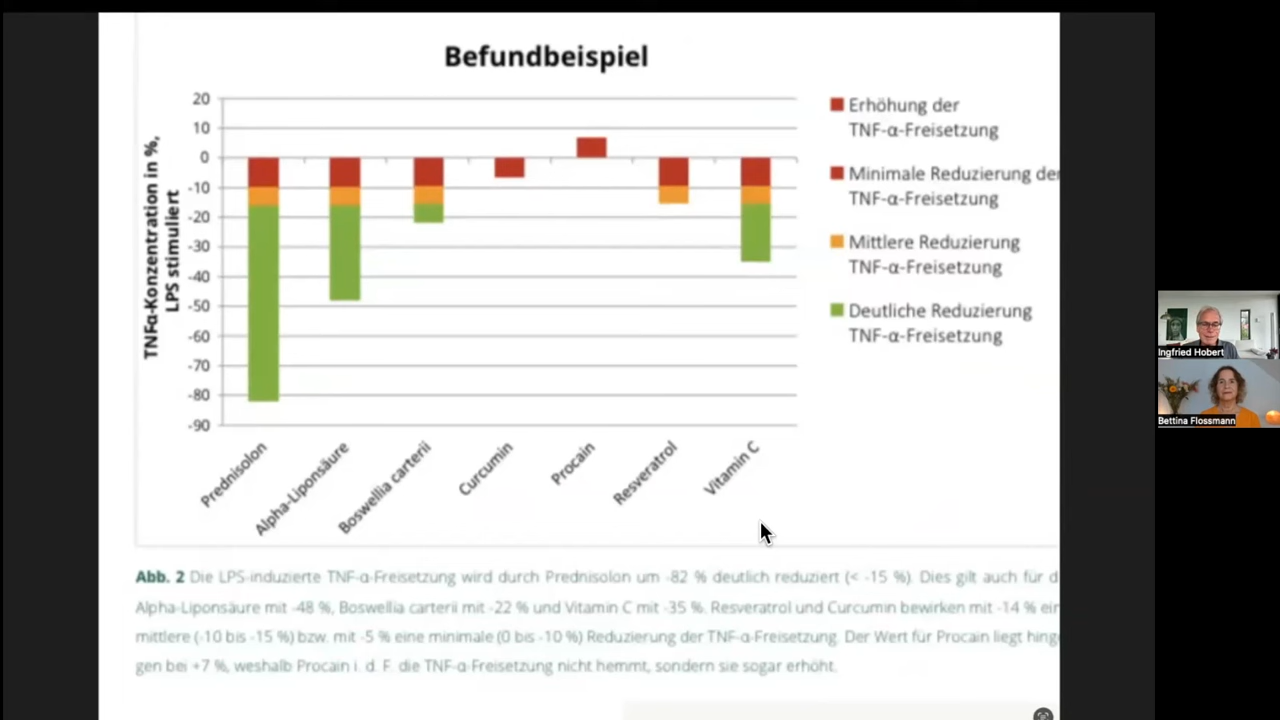 Befundbeispiel
TNFα-Konzentration in %,
LPS stimuliert
20
10
0
-10
-20
-30
-40
-50
-60
-70
-80
-90
Prednisolon
Alpha-Liponsäure
Boswellia carterii
Curcumin
Procain
Resveratrol
Vitamin C
Erhöhung der
TNF-α-Freisetzung
Minimale Reduzierung der
TNF-α-Freisetzung
Mittlere Reduzierung
TNF-α-Freisetzung
Deutliche Reduzierung
TNF-α-Freisetzung
Abb. 2 Die LPS-induzierte TNF-α-Freisetzung wird durch Prednisolon um -82 % deutlich reduziert (< -15 %). Dies gilt auch für d
Alpha-Liponsäure mit -48 %, Boswellia carterii mit -22 % und Vitamin C mit -35 %. Resveratrol und Curcumin bewirken mit -14 % ein
mittlere (-10 bis -15 %) bzw. mit -5 % eine minimale (0 bis -10 %) Reduzierung der TNF-α-Freisetzung. Der Wert für Procain liegt hing
gen bei +7 %, weshalb Procain i. d. F. die TNF-α-Freisetzung nicht hemmt, sondern sie sogar erhöht.
Ingfried Hobert
Bettina Flossmann